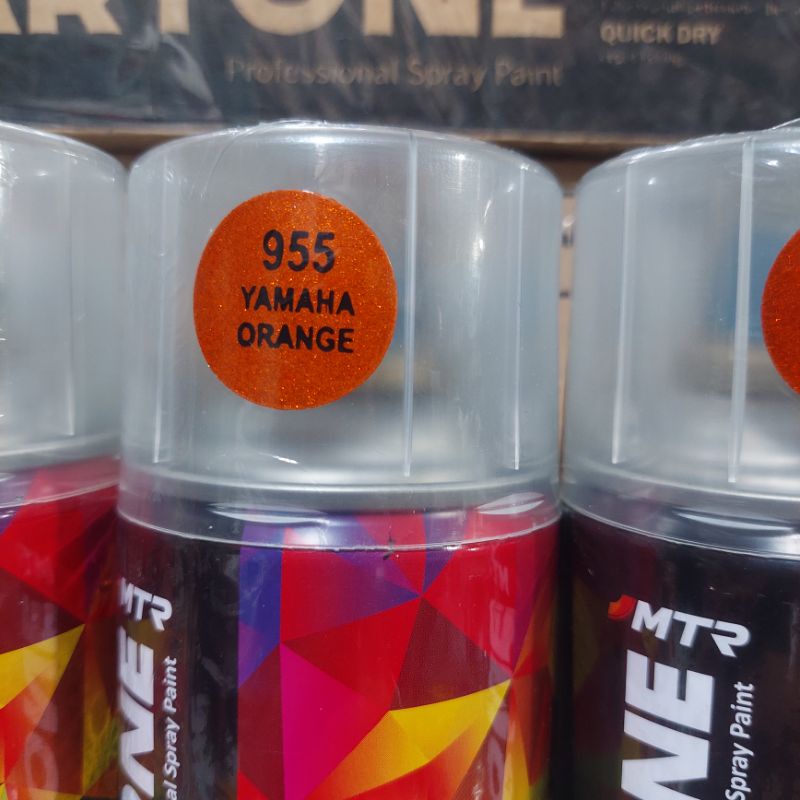 QUICK DRY
Professional Spray Paint
955
YAMAHA
ORANGE
MTR
NE
al Spray Paint
MTR
NE
Spray Paint